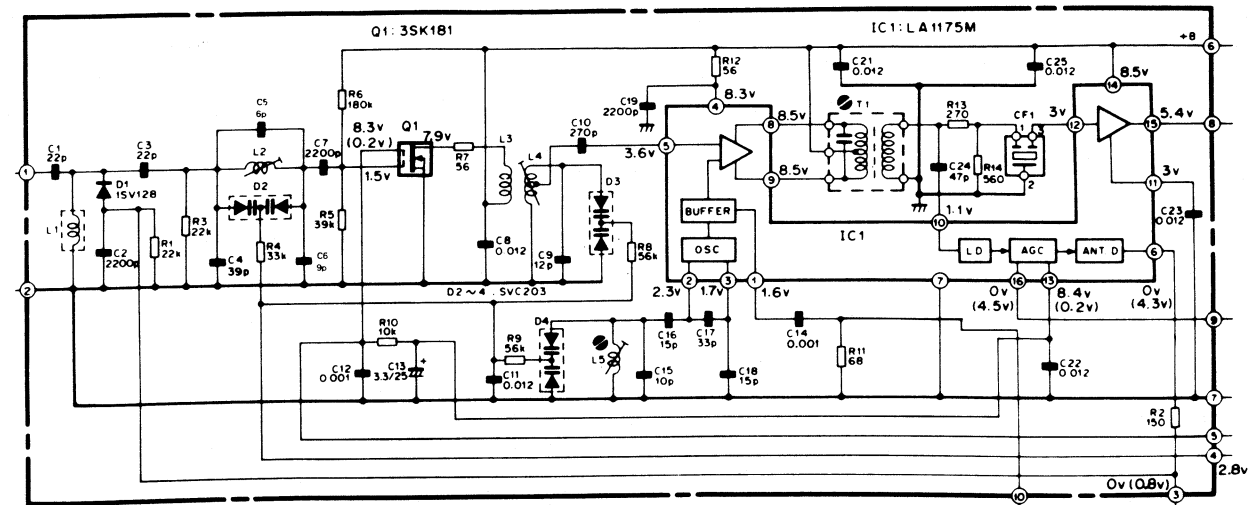 Q1: 3SK181
IC1: LA1175M
+B
6
C21
0.012
C25
0.012
R12
56
14
8.5v
C5
6p
R6
180k
C19
2200p
4
8.3v
T1
R13
270
CF1
1
3
3v
12
5.4v
15
8
C1
22p
C3
22p
L2
C7
2200p
8.3v
(0.2v)
Q1
7.9v
R7
56
L3
L4
C10
270p
5
3.6v
8
8.5v
9
8.5v
C24
47p
R14
560
2
11
3v
1
D1
1SV128
D2
1.5v
D3
10
1.1v
C23
0.012
L1
C2
2200p
R1
22k
R3
22k
R4
33k
R5
39k
C4
39p
C6
9p
C8
0.012
C9
12p
R8
56k
BUFFER
OSC
IC1
LD
AGC
ANT D
6
2
D2~4 : SVC203
2.3v
2
1.7v
3
1
1.6v
7
0v
(4.5v)
16
13
8.4v
(0.2v)
0v
(4.3v)
R10
10k
C12
0.001
C13
3.3/25
+
R9
56k
C11
0.012
D4
L5
C16
15p
C17
33p
C15
10p
C18
15p
C14
0.001
R11
68
C22
0.012
9
7
R2
150
5
4
2.8v
0v(0.8v)
10
3